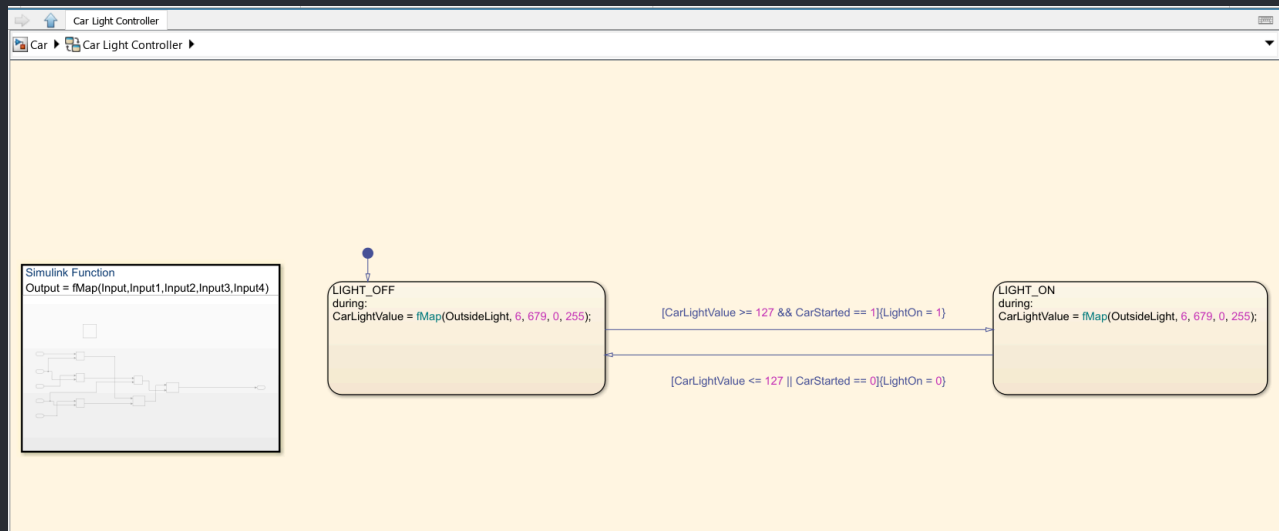 Car Light Controller
Car Car Light Controller
Simulink Function
Output = fMap(Input,Input1,Input2,Input3,Input4)
LIGHT_OFF
during:
CarLightValue = fMap(OutsideLight, 6, 679, 0, 255);
[CarLightValue >= 127 && CarStarted == 1]{LightOn = 1}
[CarLightValue <= 127 || CarStarted == 0]{LightOn = 0}
LIGHT_ON
during:
CarLightValue = fMap(OutsideLight, 6, 679, 0, 255);